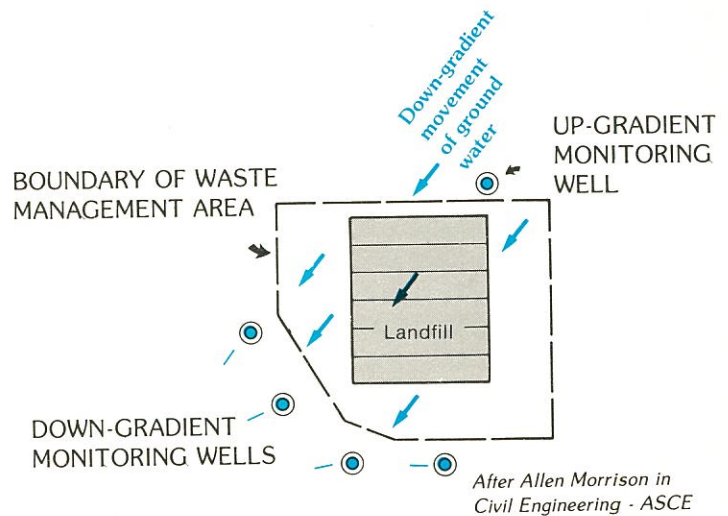 Down-gradient
movement
of ground
water
UP-GRADIENT
MONITORING
WELL
BOUNDARY OF WASTE
MANAGEMENT AREA
Landfill
DOWN-GRADIENT
MONITORING WELLS
After Allen Morrison in
Civil Engineering - ASCE